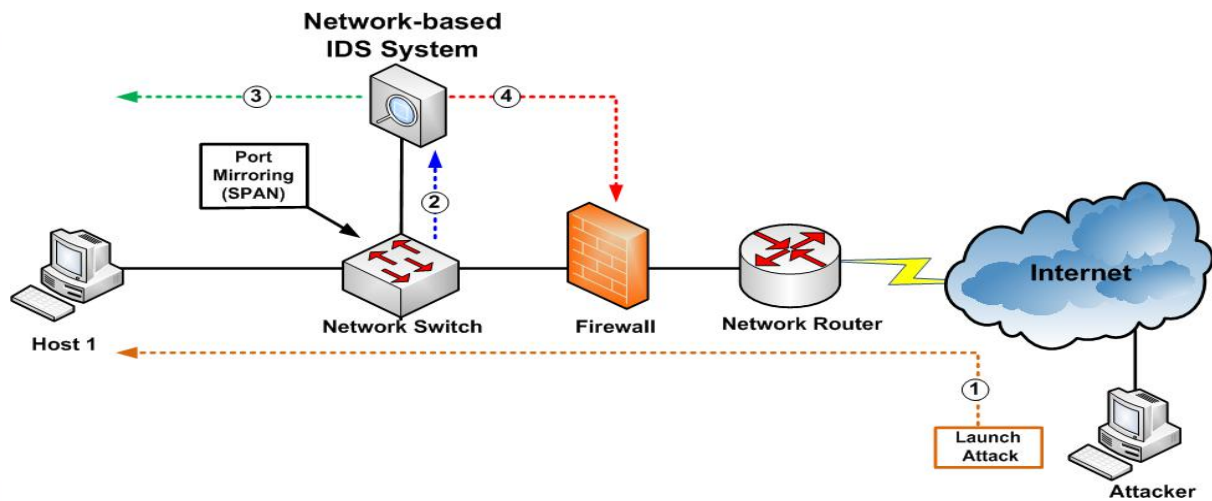 Network-based
IDS System
3
4
Port
Mirroring
(SPAN)
2
Internet
Network Switch
Firewall
Network Router
Host 1
1
Launch
Attack
Attacker